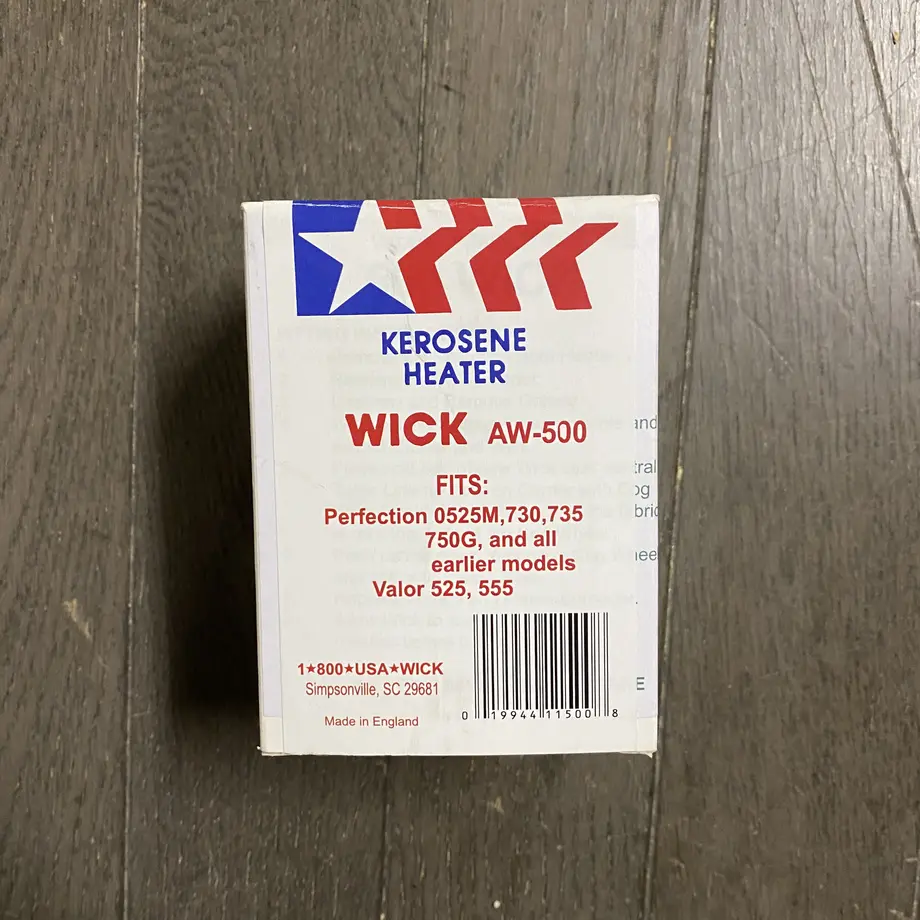 KEROSENE
HEATER
WICK AW-500
FITS:
Perfection 0525M,730,735
750G, and all
earlier models
Valor 525, 555
1★800★USA★WICK
Simpsonville, SC 29681
Made in England
0 19944 11500 8
and